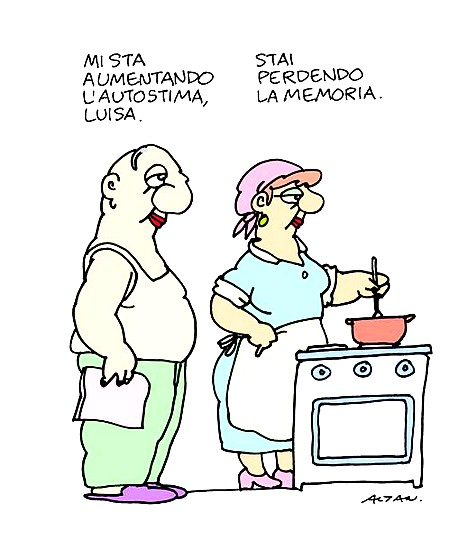 MI STA
AUMENTANDO
L'AUTOSTIMA,
LUISA.
STAI
PERDENDO
LA MEMORIA.
ALTAN.